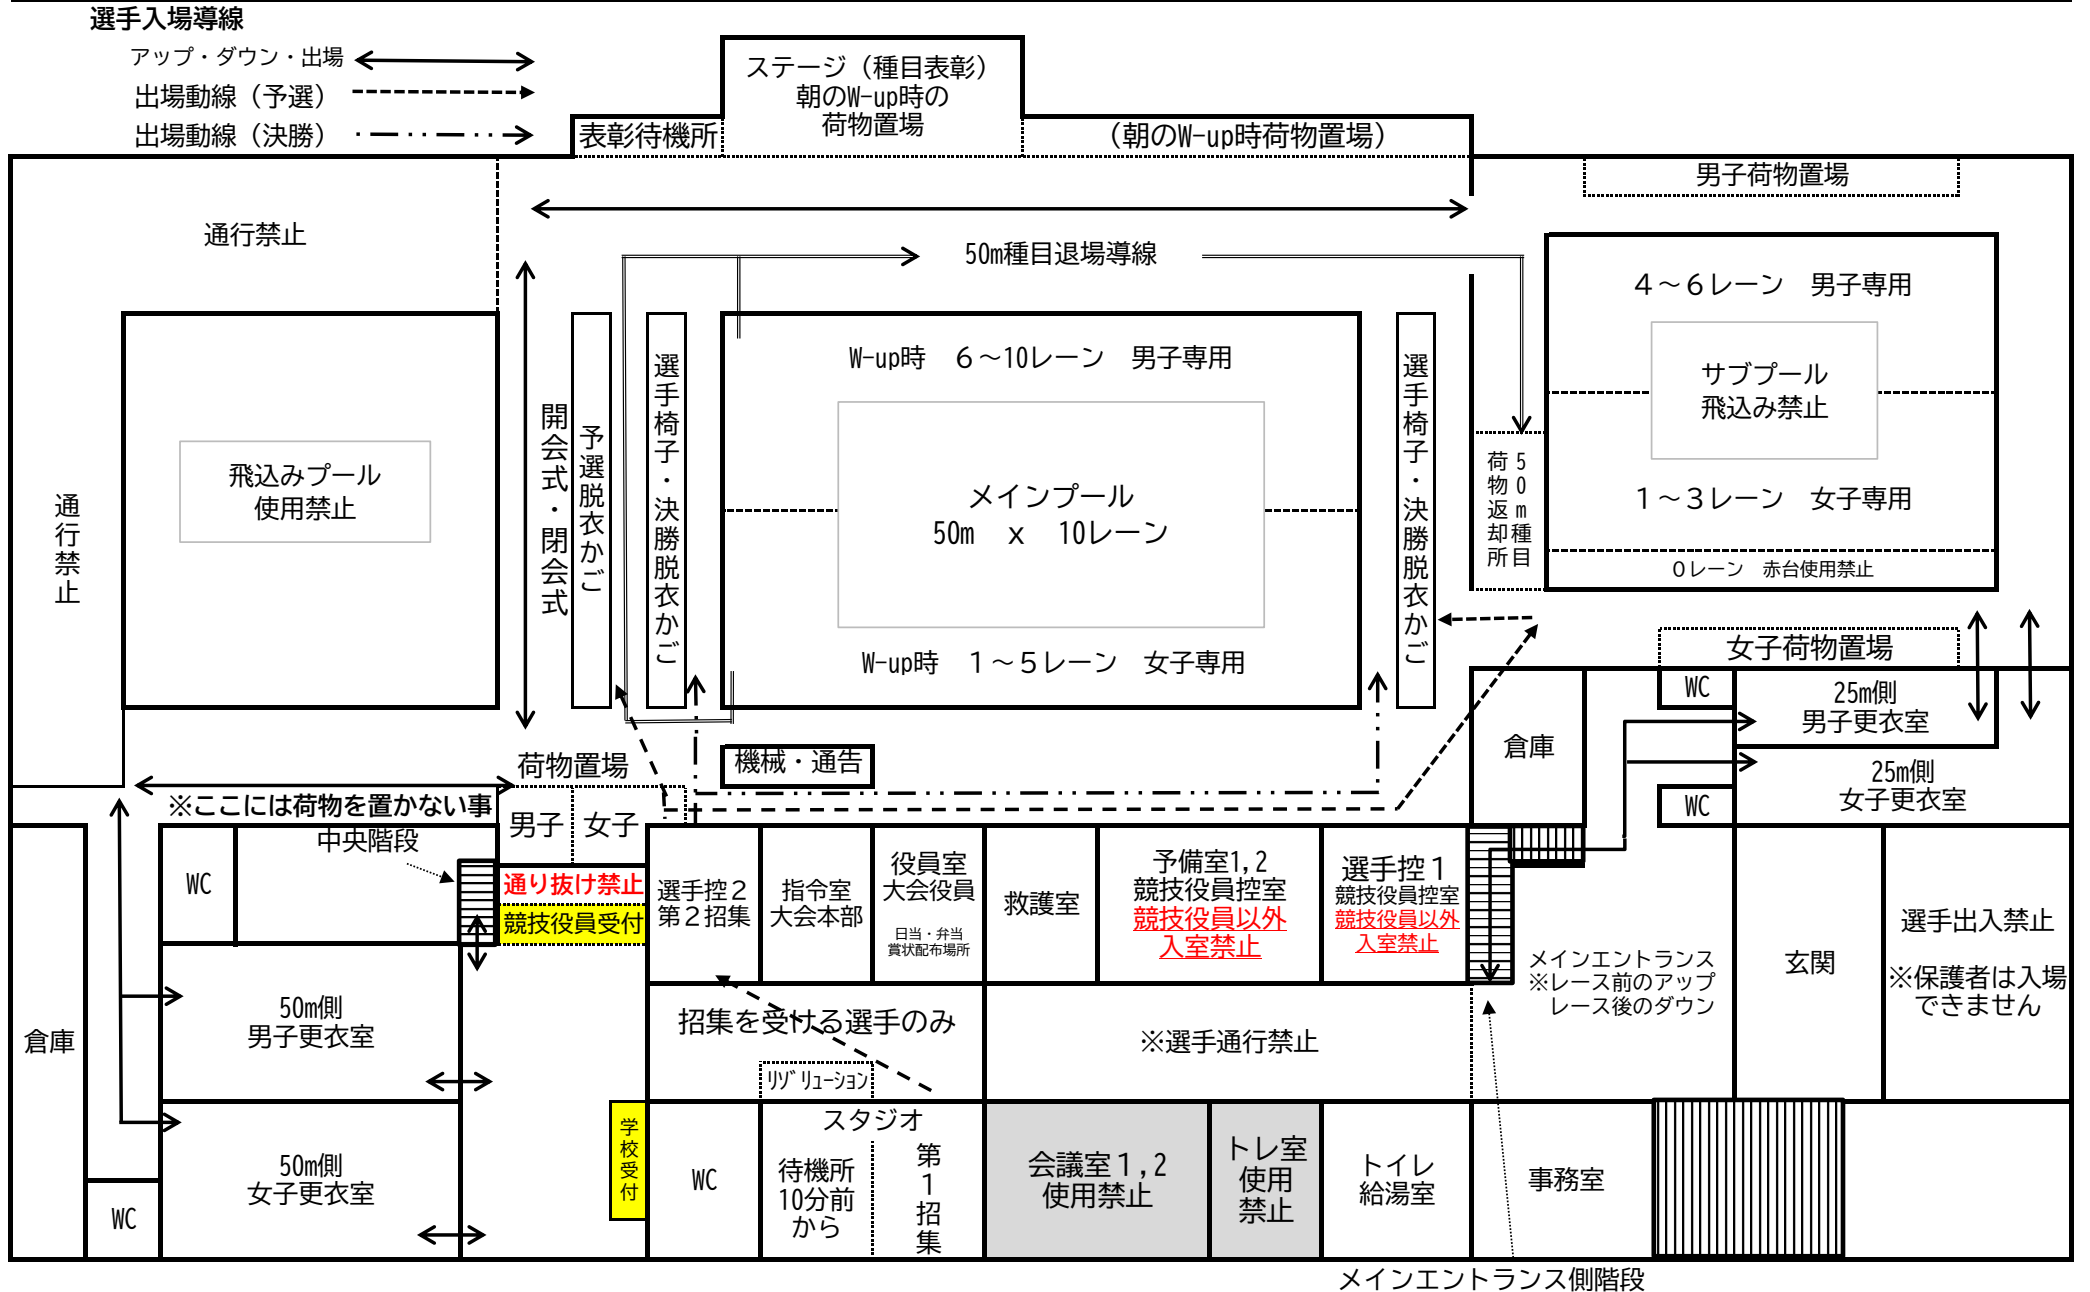 選手入場導線
アップ・ダウン・出場
出場動線（予選）
出場動線（決勝）
ステージ（種目表彰）
朝のW-up時の
荷物置場
表彰待機所
（朝のW-up時荷物置場）
男子荷物置場
通行禁止
50m種目退場導線
４～６レーン　男子専用
サブプール
飛込み禁止
１～３レーン　女子専用
０レーン　赤台使用禁止
通行禁止
飛込みプール
使用禁止
開会式・閉会式
予選脱衣かご
選手椅子・決勝脱衣かご
W-up時　６～10レーン　男子専用
メインプール
50m　ｘ　10レーン
W-up時　１～５レーン　女子専用
選手椅子・決勝脱衣かご
５０ｍ種目
荷物返却所
女子荷物置場
WC
25m側
男子更衣室
倉庫
25m側
女子更衣室
WC
機械・通告
荷物置場
男子
女子
※ここには荷物を置かない事
中央階段
WC
通り抜け禁止
競技役員受付
選手控２
第２招集
指令室
大会本部
役員室
大会役員
日当・弁当
賞状配布場所
救護室
予備室1,2
競技役員控室
競技役員以外
入室禁止
選手控１
競技役員控室
競技役員以外
入室禁止
メインエントランス
※レース前のアップ
レース後のダウン
玄関
選手出入禁止
※保護者は入場
できません
倉庫
50m側
男子更衣室
招集を受ける選手のみ
ﾘｿﾞﾘｭｰｼｮﾝ
※選手通行禁止
50m側
女子更衣室
WC
学校受付
WC
スタジオ
待機所
10分前
から
第１招集
会議室１,２
使用禁止
トレ室
使用
禁止
トイレ
給湯室
事務室
メインエントランス側階段